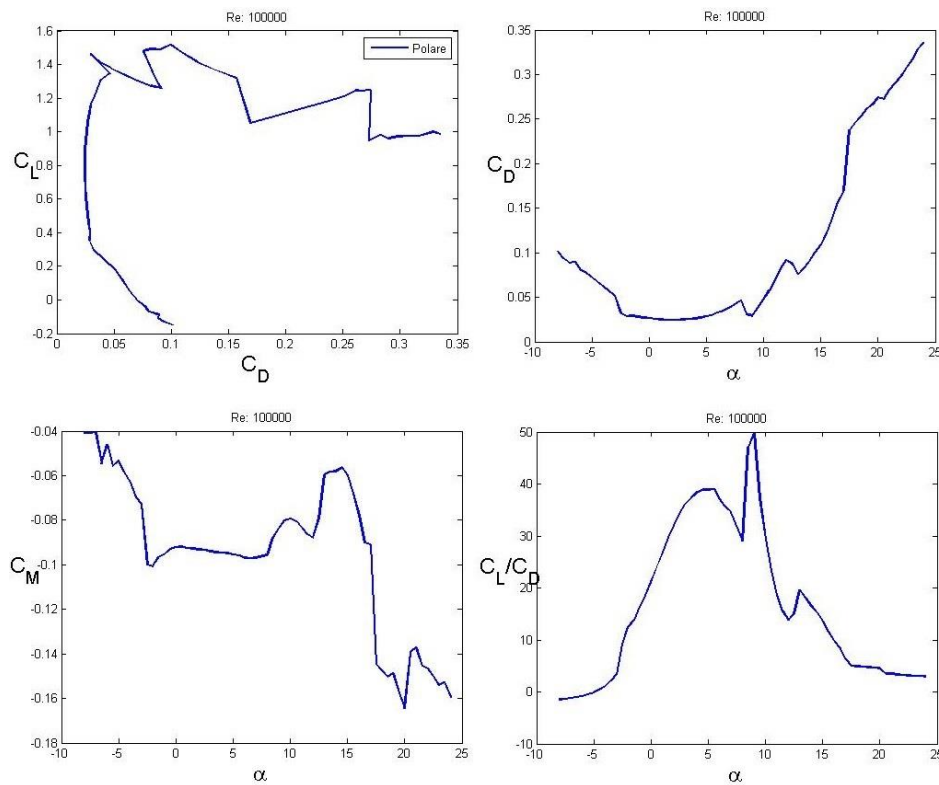 Re: 100000
1.6
1.4
1.2
1
0.8
0.6
0.4
0.2
0
-0.2
C_L
Polare
0 0.05 0.1 0.15 0.2 0.25 0.3 0.35
C_D
Re: 100000
0.35
0.3
0.25
0.2
0.15
0.1
0.05
0
C_D
-10 -5 0 5 10 15 20 25
α
Re: 100000
-0.04
-0.06
-0.08
-0.1
-0.12
-0.14
-0.16
-0.18
C_M
-10 -5 0 5 10 15 20 25
α
Re: 100000
50
40
30
20
10
0
-10
C_L/C_D
-10 -5 0 5 10 15 20 25
α